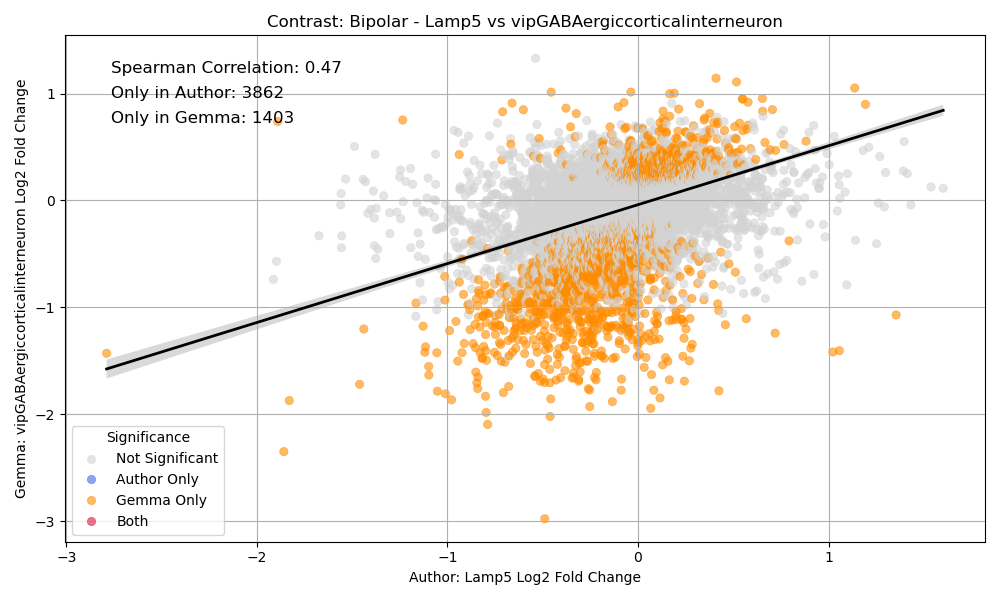 Contrast: Bipolar - Lamp5 vs vipGABAergiccorticalinterneuron
Spearman Correlation: 0.47
Only in Author: 3862
Only in Gemma: 1403
Gemma: vipGABAergiccorticalinterneuron Log2 Fold Change
1
0
−1
−2
−3
Significance
Not Significant
Author Only
Gemma Only
Both
−3 −2 −1 0 1
Author: Lamp5 Log2 Fold Change